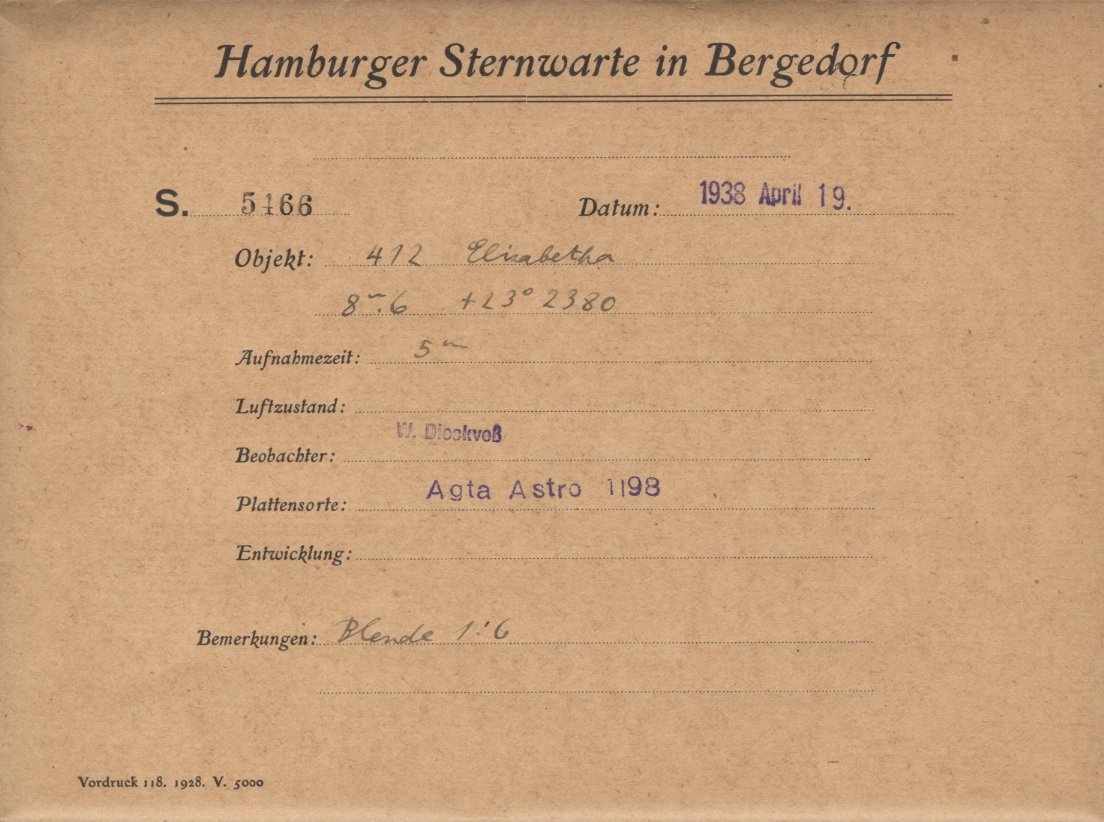 Hamburger Sternwarte in Bergedorf
S. 5466 Datum: 1938 April 19.
Objekt: 412 Elisabetha
8ᵐ.6 +23° 2380
Aufnahmezeit: 5ᵐ
Luftzustand:
Beobachter: W. Dieckvoß
Plattensorte: Agfa Astro 1198
Entwicklung:
Bemerkungen: Blende 1:6
Vordruck 118. 1928. V. 5000